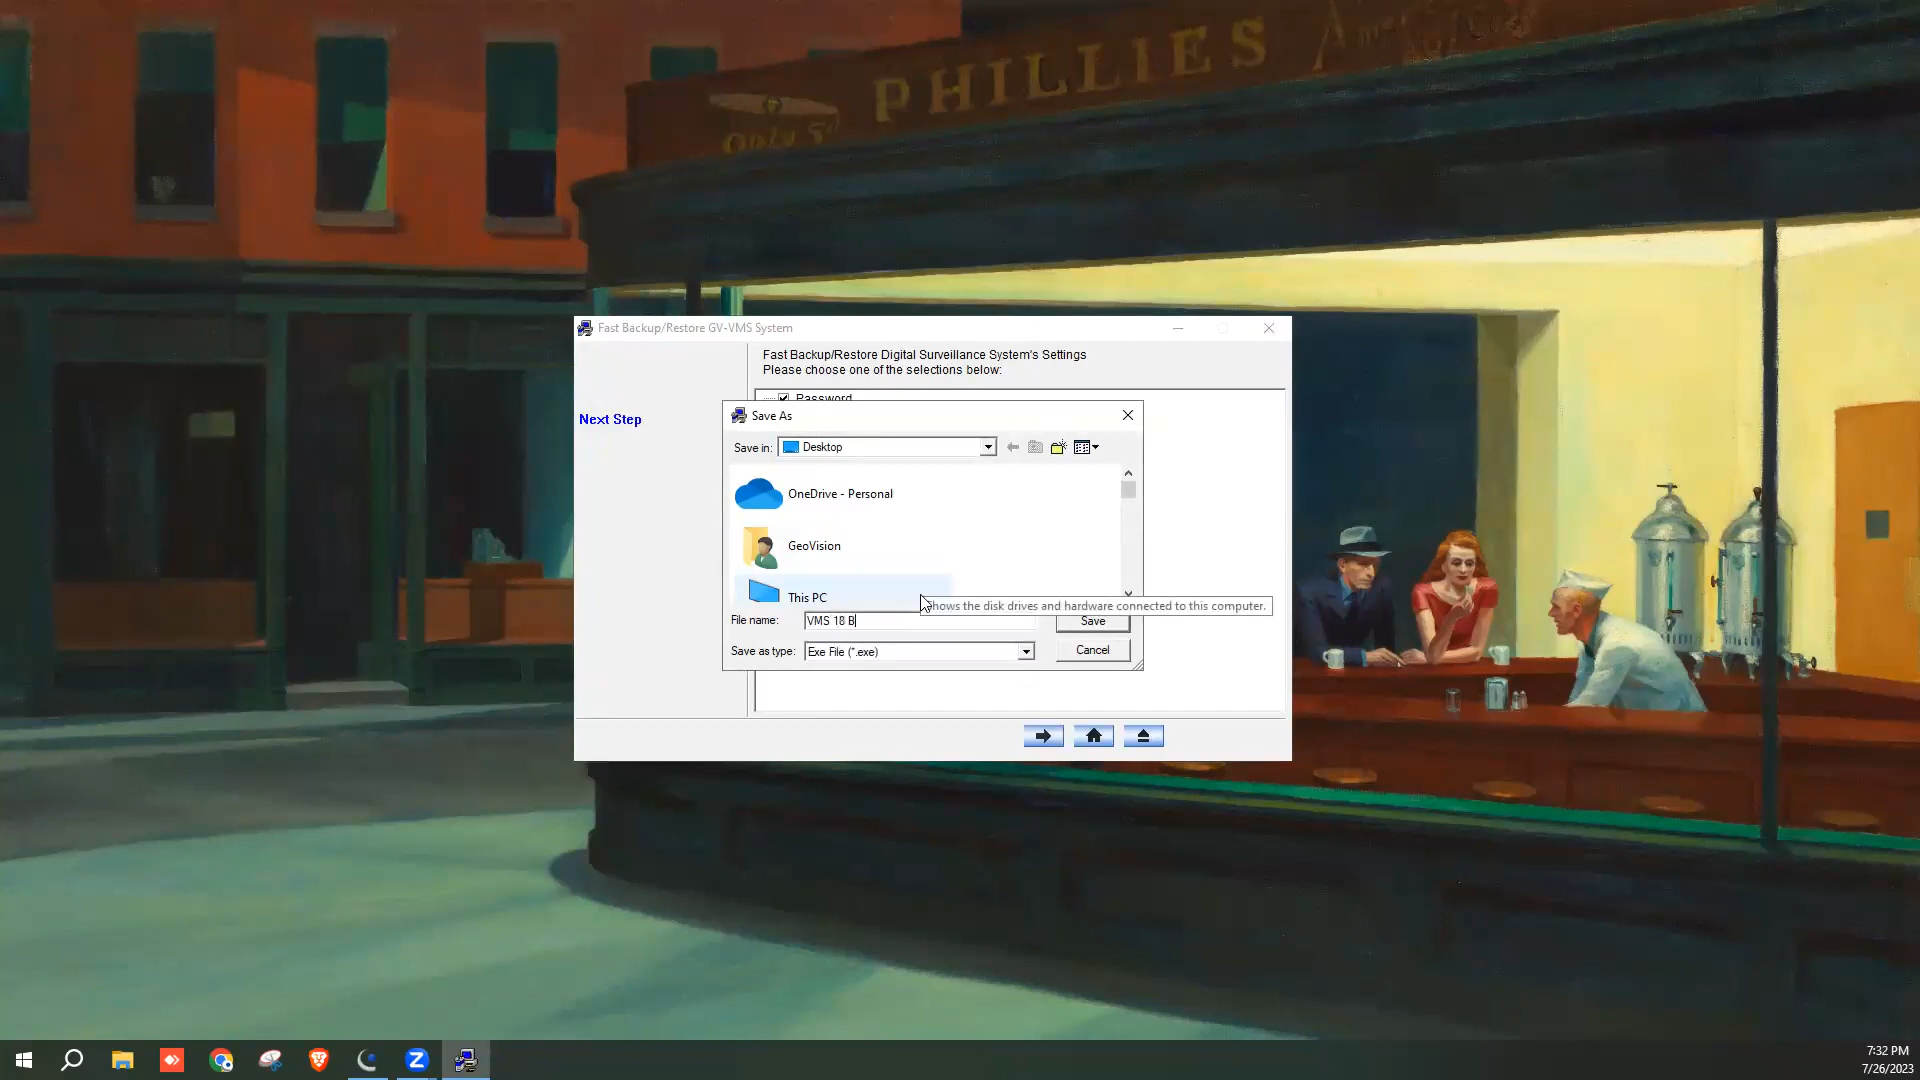 PHILLIES
Only 5¢
Fast Backup/Restore GV-VMS System
Fast Backup/Restore Digital Surveillance System's Settings
Please choose one of the selections below:
Next Step
Password
Save As
Save in:
Desktop
OneDrive - Personal
GeoVision
This PC
hows the disk drives and hardware connected to this computer.
File name:
VMS 18 B
Save
Save as type:
Exe File (*.exe)
Cancel
7:32 PM
7/26/2023